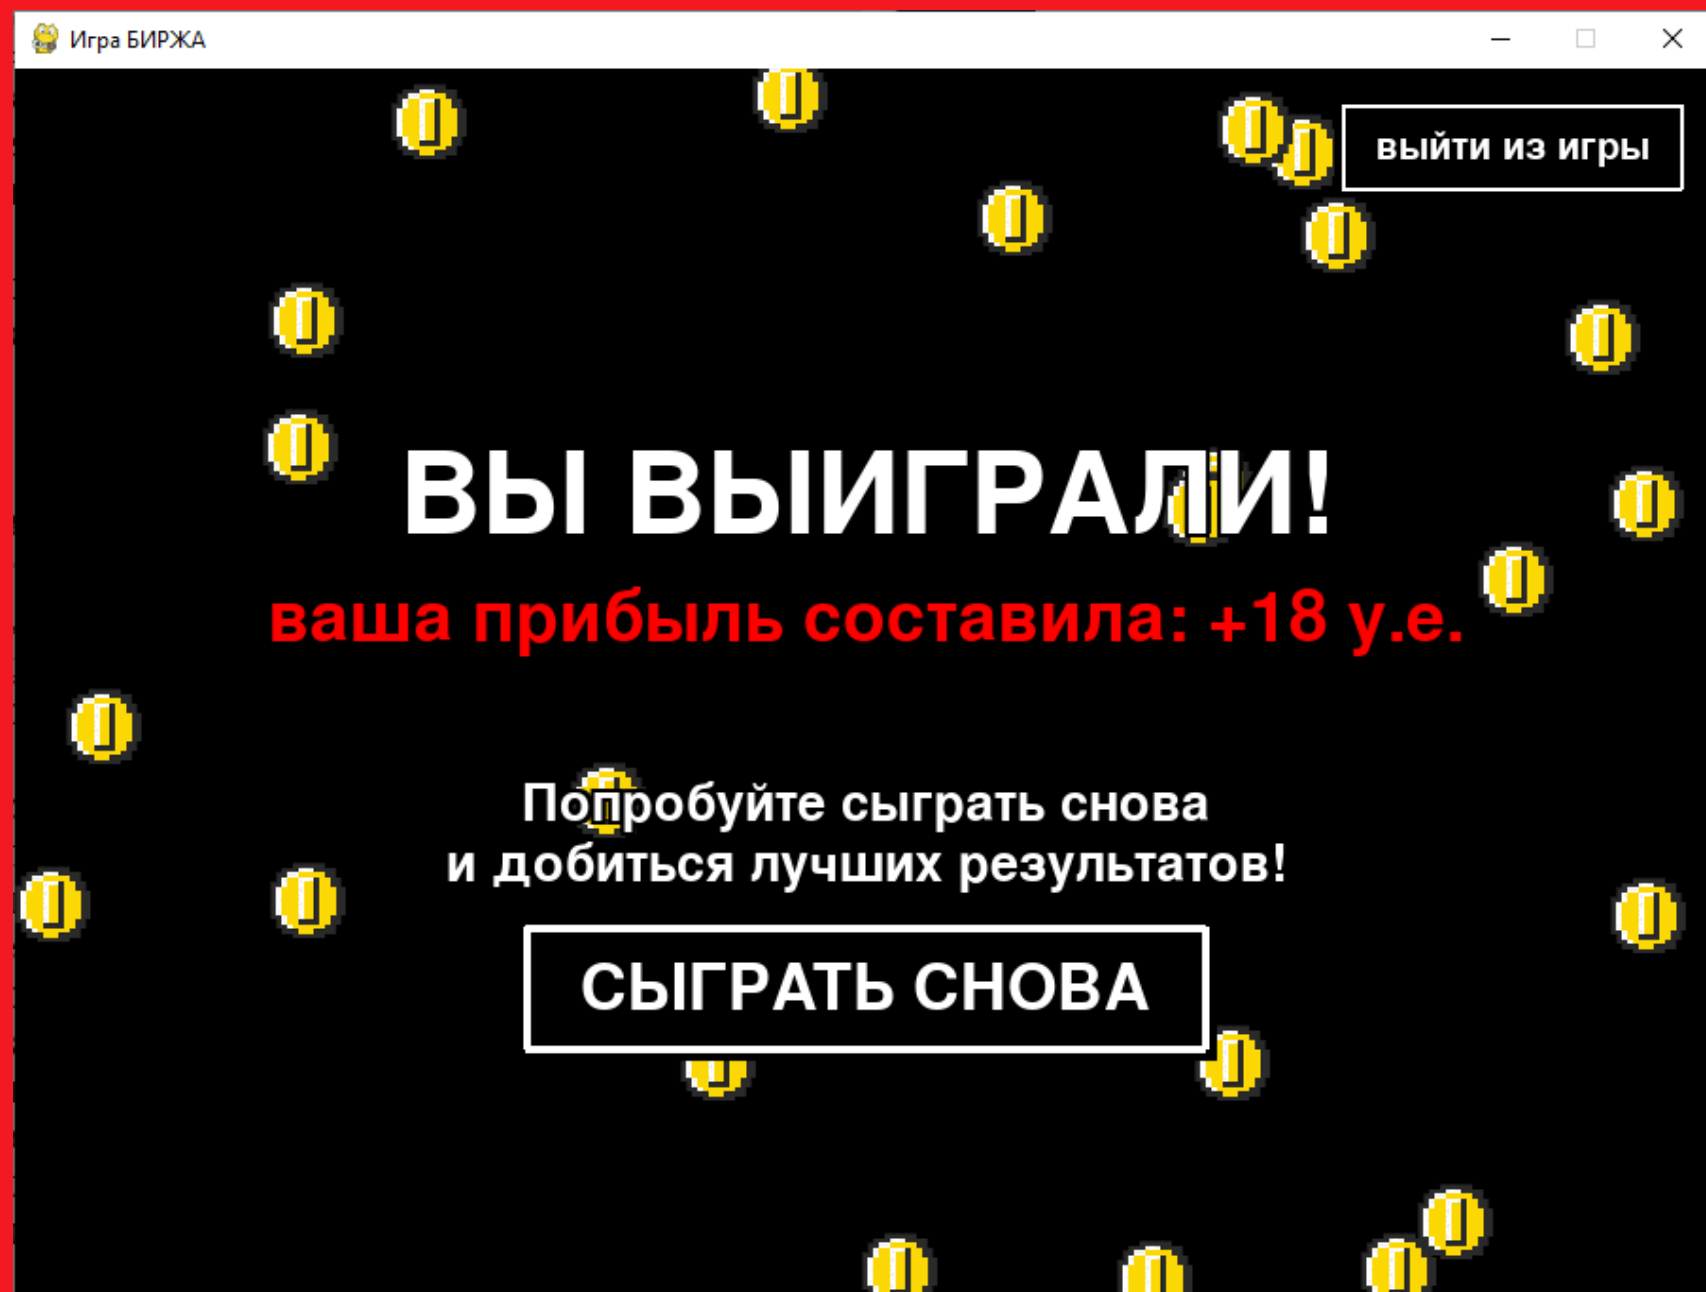 Игра БИРЖА
выйти из игры
ВЫ ВЫИГРАЛИ!
ваша прибыль составила: +18 у.е.
Попробуйте сыграть снова
и добиться лучших результатов!
СЫГРАТЬ СНОВА